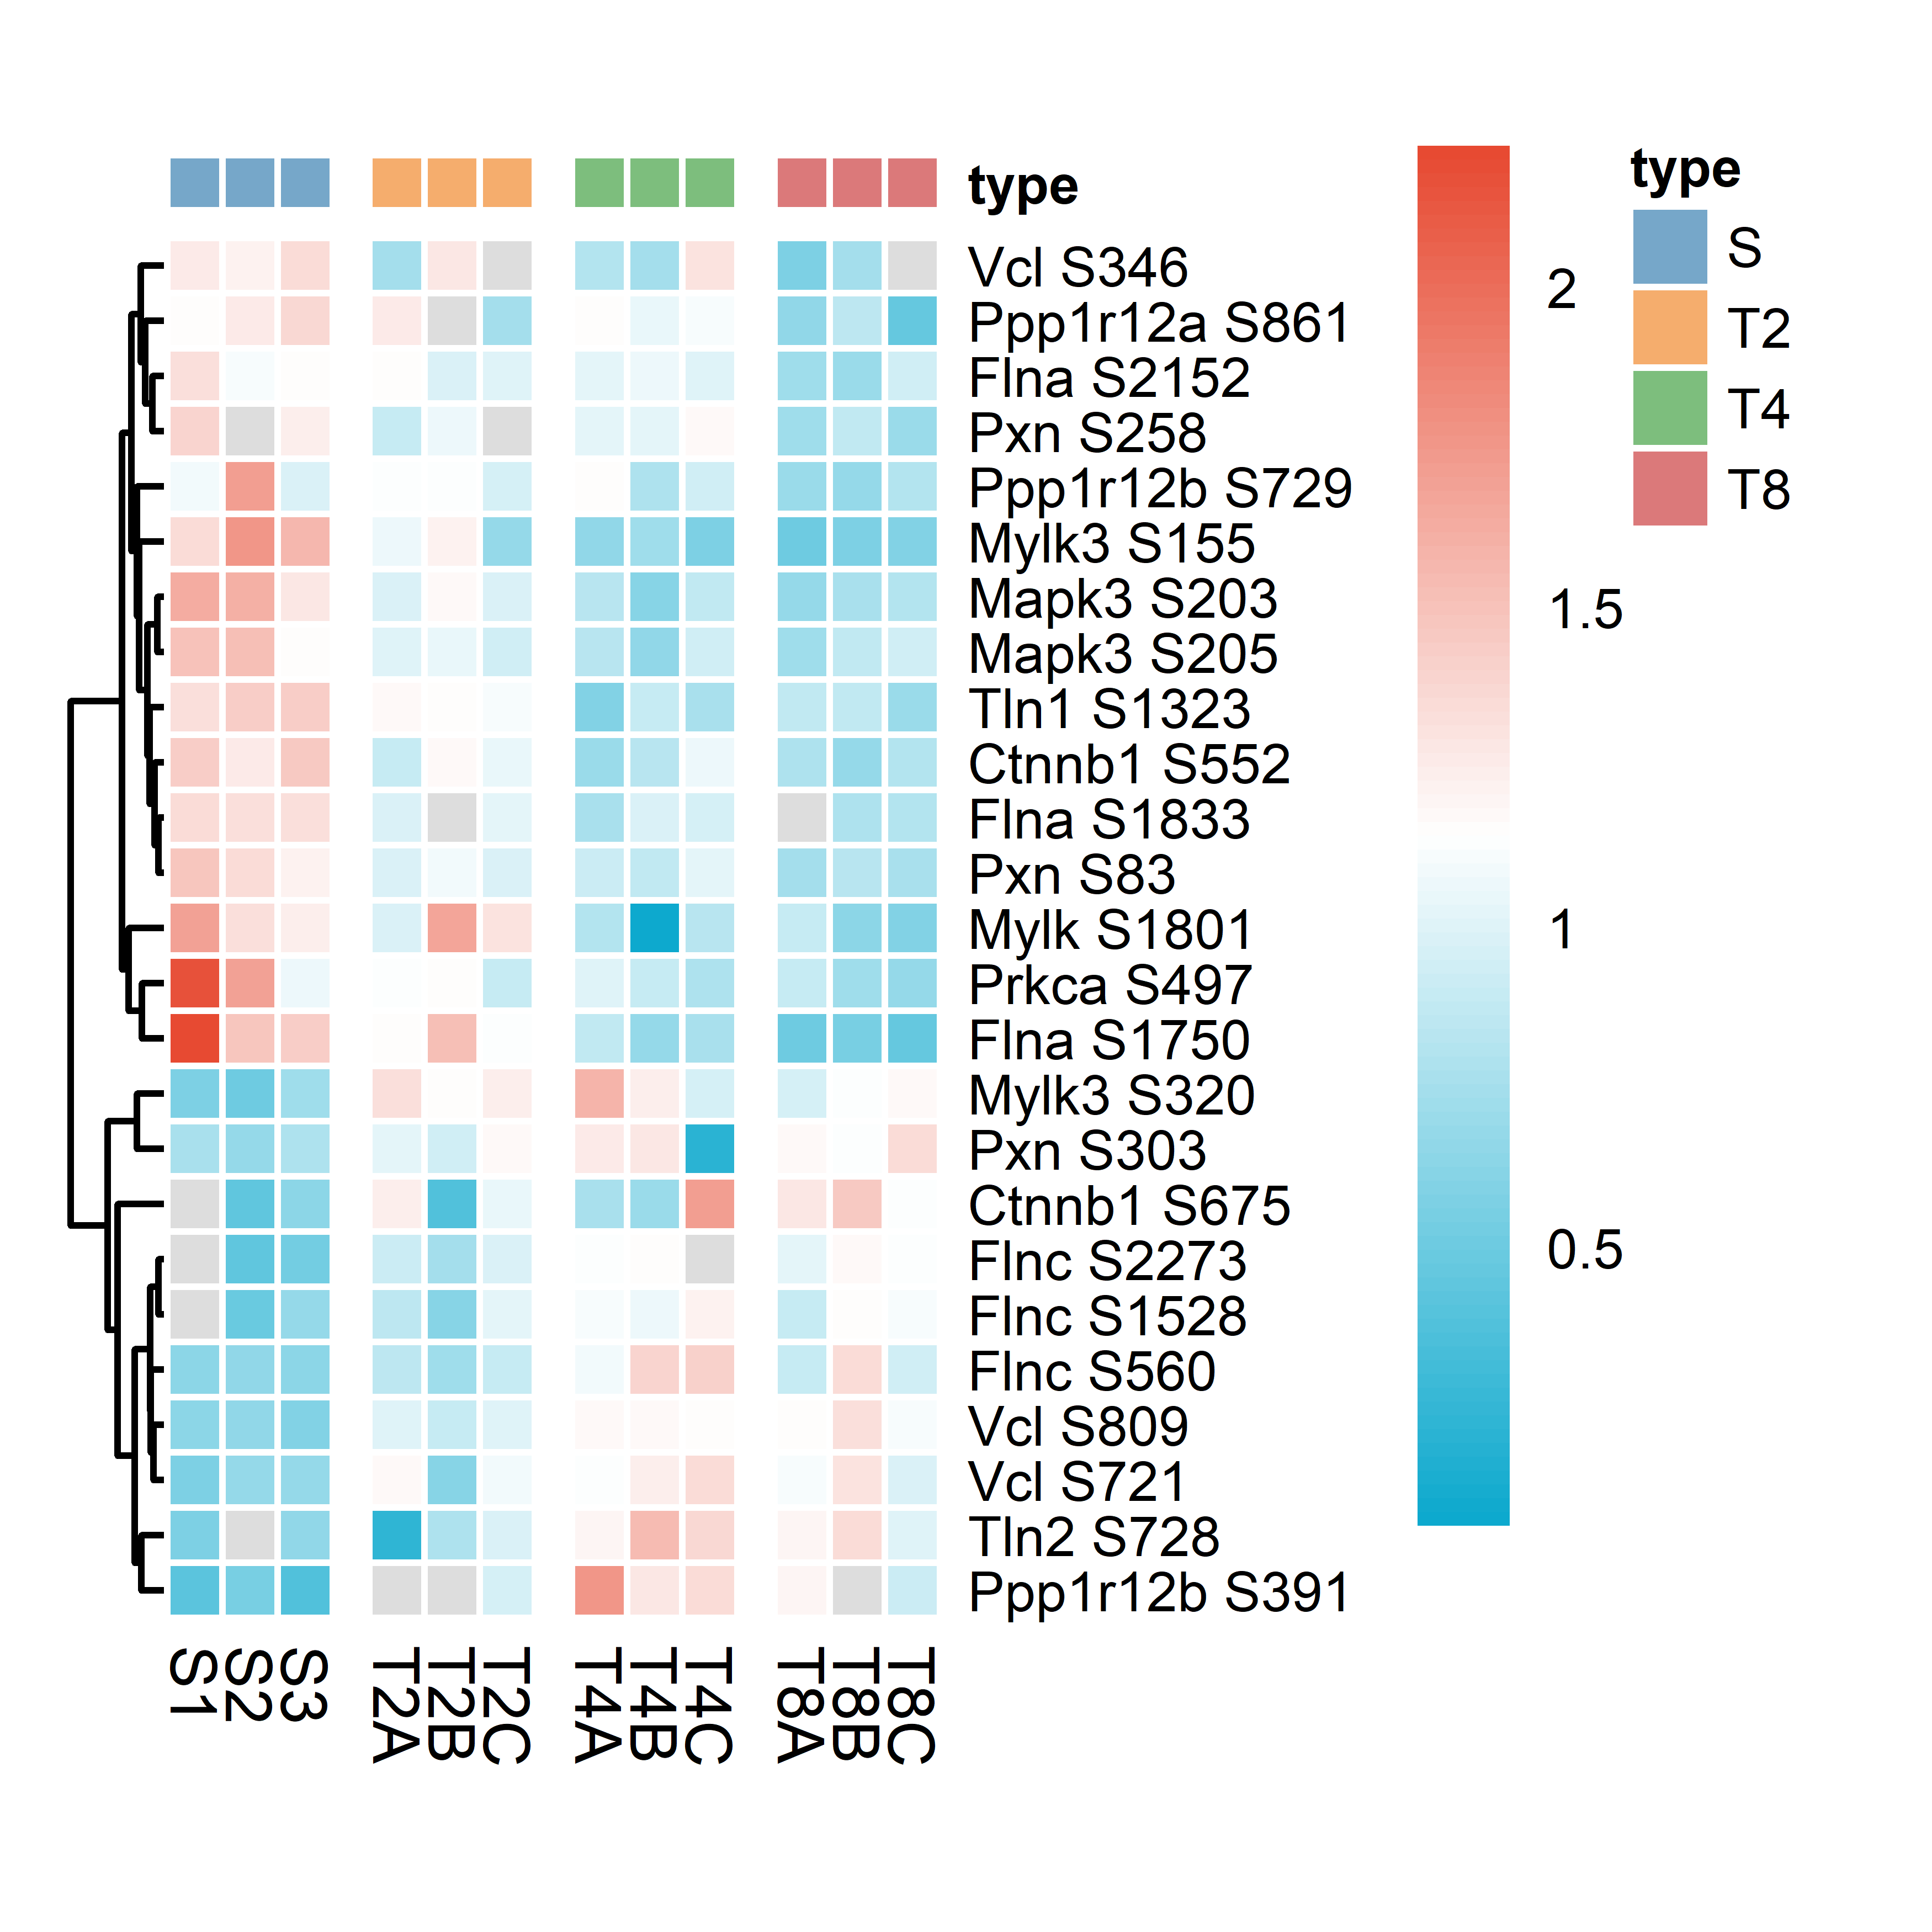 type
Vcl S346
Ppp1r12a S861
Flna S2152
Pxn S258
Ppp1r12b S729
Mylk3 S155
Mapk3 S203
Mapk3 S205
Tln1 S1323
Ctnnb1 S552
Flna S1833
Pxn S83
Mylk S1801
Prkca S497
Flna S1750
Mylk3 S320
Pxn S303
Ctnnb1 S675
Flnc S2273
Flnc S1528
Flnc S560
Vcl S809
Vcl S721
Tln2 S728
Ppp1r12b S391
S1
S2
S3
T2A
T2B
T2C
T4A
T4B
T4C
T8A
T8B
T8C
2
1.5
1
0.5
type
S
T2
T4
T8